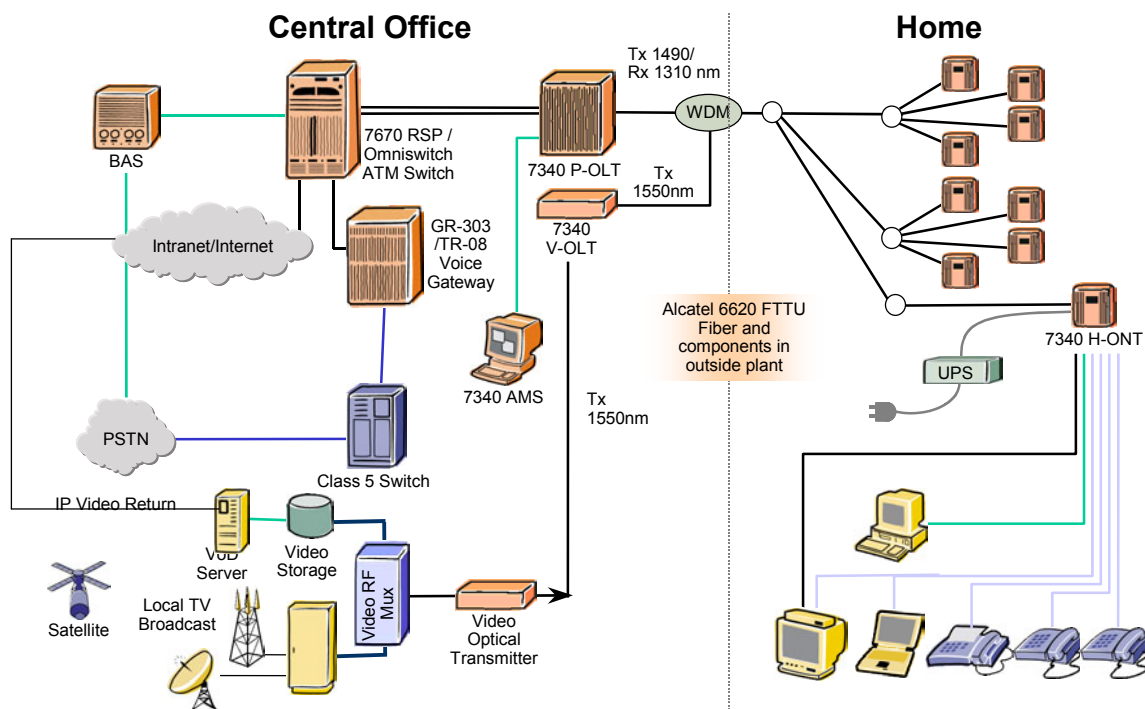 Central Office
Home
Tx 1490/
Rx 1310 nm
WDM
BAS
7670 RSP /
Omniswitch
ATM Switch
7340 P-OLT
Tx
1550nm
7340
V-OLT
Intranet/Internet
GR-303
/TR-08
Voice
Gateway
Alcatel 6620 FTTU
Fiber and
components in
outside plant
7340 H-ONT
UPS
7340 AMS
Tx
1550nm
PSTN
Class 5 Switch
IP Video Return
VOD
Server
Video
Storage
Video RF
Mux
Satellite
Local TV
Broadcast
Video
Optical
Transmitter